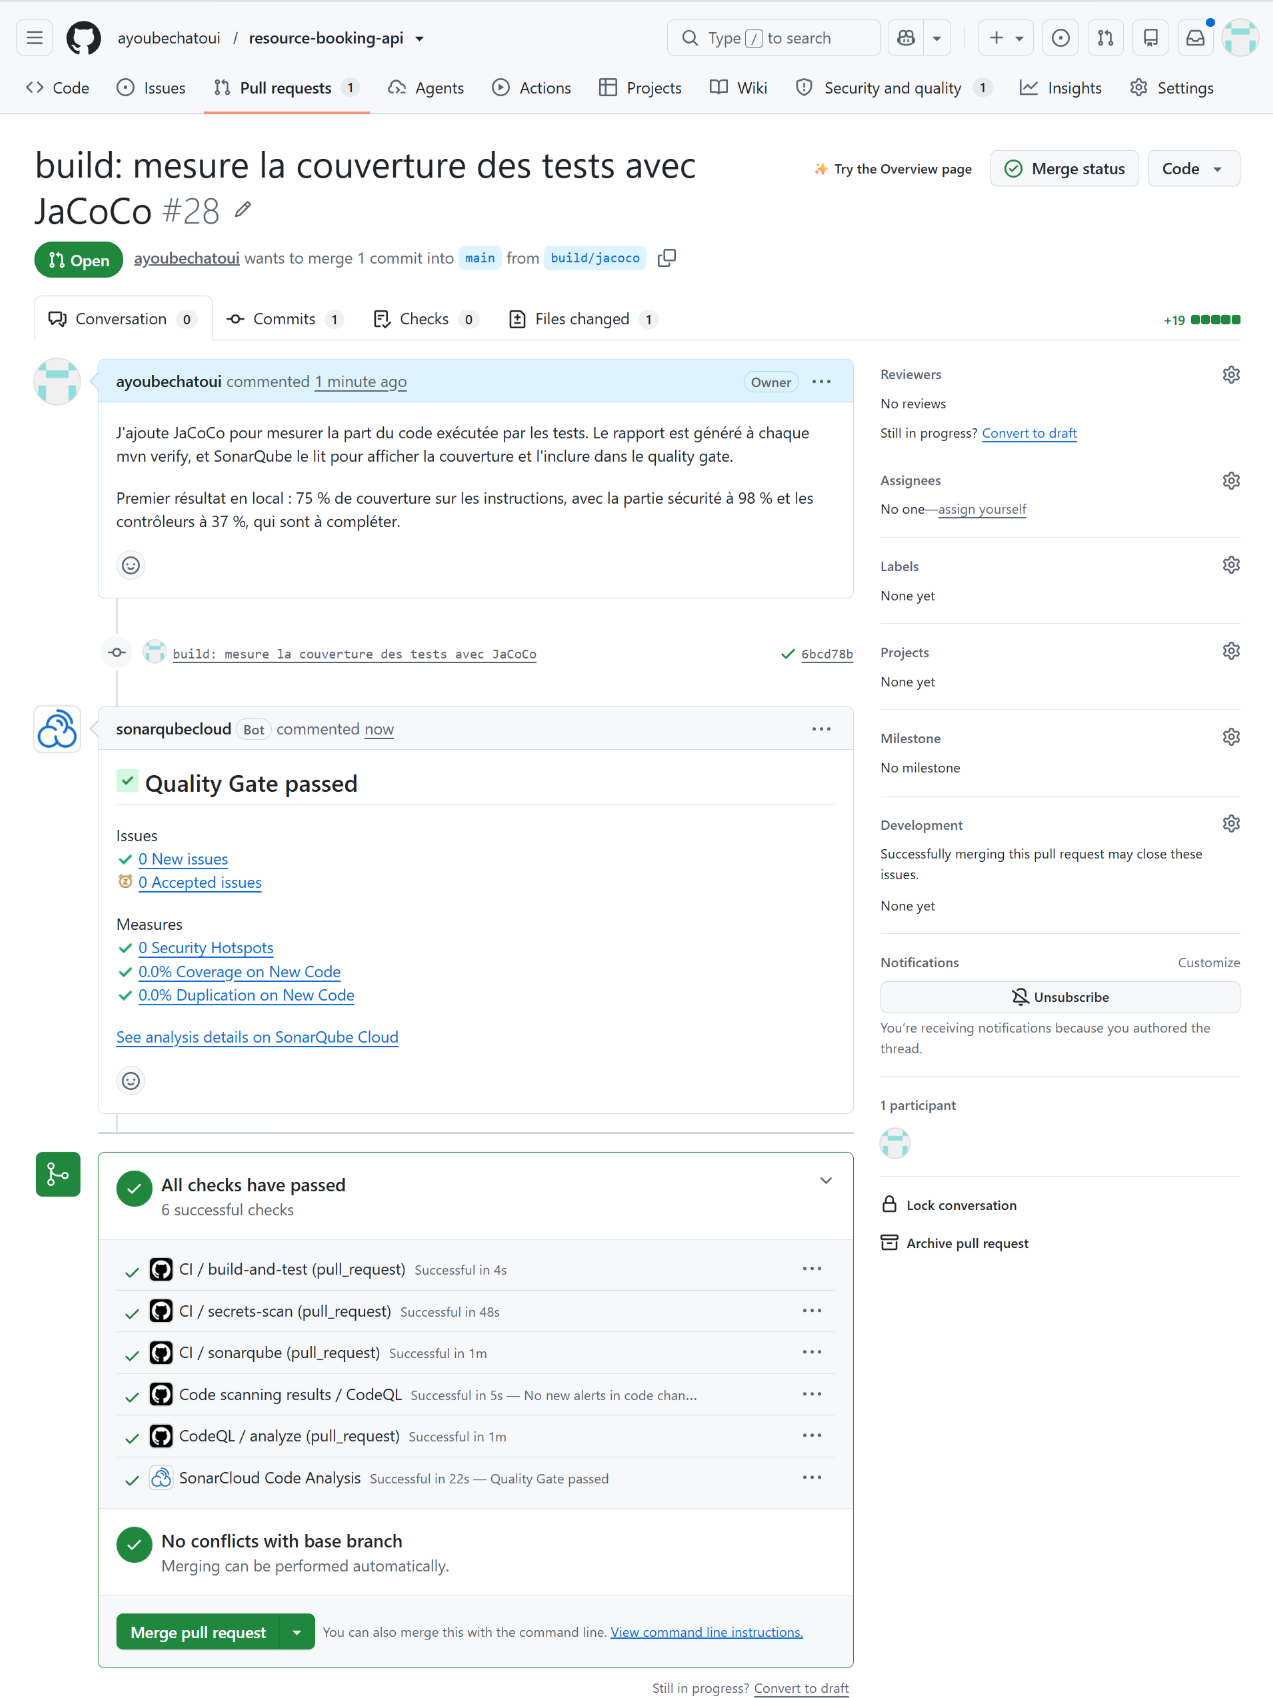 ayoubechatoui / resource-booking-api
Type / to search
Code
Issues
Pull requests 1
Agents
Actions
Projects
Wiki
Security and quality 1
Insights
Settings
build: mesure la couverture des tests avec
JaCoCo #28
Try the Overview page
Merge status
Code
Open
ayoubechatoui wants to merge 1 commit into main from build/jacoco
Conversation 0
Commits 1
Checks 0
Files changed 1
+19
ayoubechatoui commented 1 minute ago
Owner
J'ajoute JaCoCo pour mesurer la part du code exécutée par les tests. Le rapport est généré à chaque
mvn verify, et SonarQube le lit pour afficher la couverture et l'inclure dans le quality gate.
Premier résultat en local : 75 % de couverture sur les instructions, avec la partie sécurité à 98 % et les
contrôleurs à 37 %, qui sont à compléter.
build: mesure la couverture des tests avec JaCoCo
6bcd78b
sonarqubecloud Bot commented now
Quality Gate passed
Issues
0 New issues
0 Accepted issues
Measures
0 Security Hotspots
0.0% Coverage on New Code
0.0% Duplication on New Code
See analysis details on SonarQube Cloud
All checks have passed
6 successful checks
CI / build-and-test (pull_request) Successful in 4s
CI / secrets-scan (pull_request) Successful in 48s
CI / sonarqube (pull_request) Successful in 1m
Code scanning results / CodeQL Successful in 5s — No new alerts in code chan...
CodeQL / analyze (pull_request) Successful in 1m
SonarCloud Code Analysis Successful in 22s — Quality Gate passed
No conflicts with base branch
Merging can be performed automatically.
Merge pull request
You can also merge this with the command line. View command line instructions.
Still in progress? Convert to draft
Reviewers
No reviews
Still in progress? Convert to draft
Assignees
No one—assign yourself
Labels
None yet
Projects
None yet
Milestone
No milestone
Development
Successfully merging this pull request may close these
issues.
None yet
Notifications
Customize
Unsubscribe
You're receiving notifications because you authored the
thread.
1 participant
Lock conversation
Archive pull request